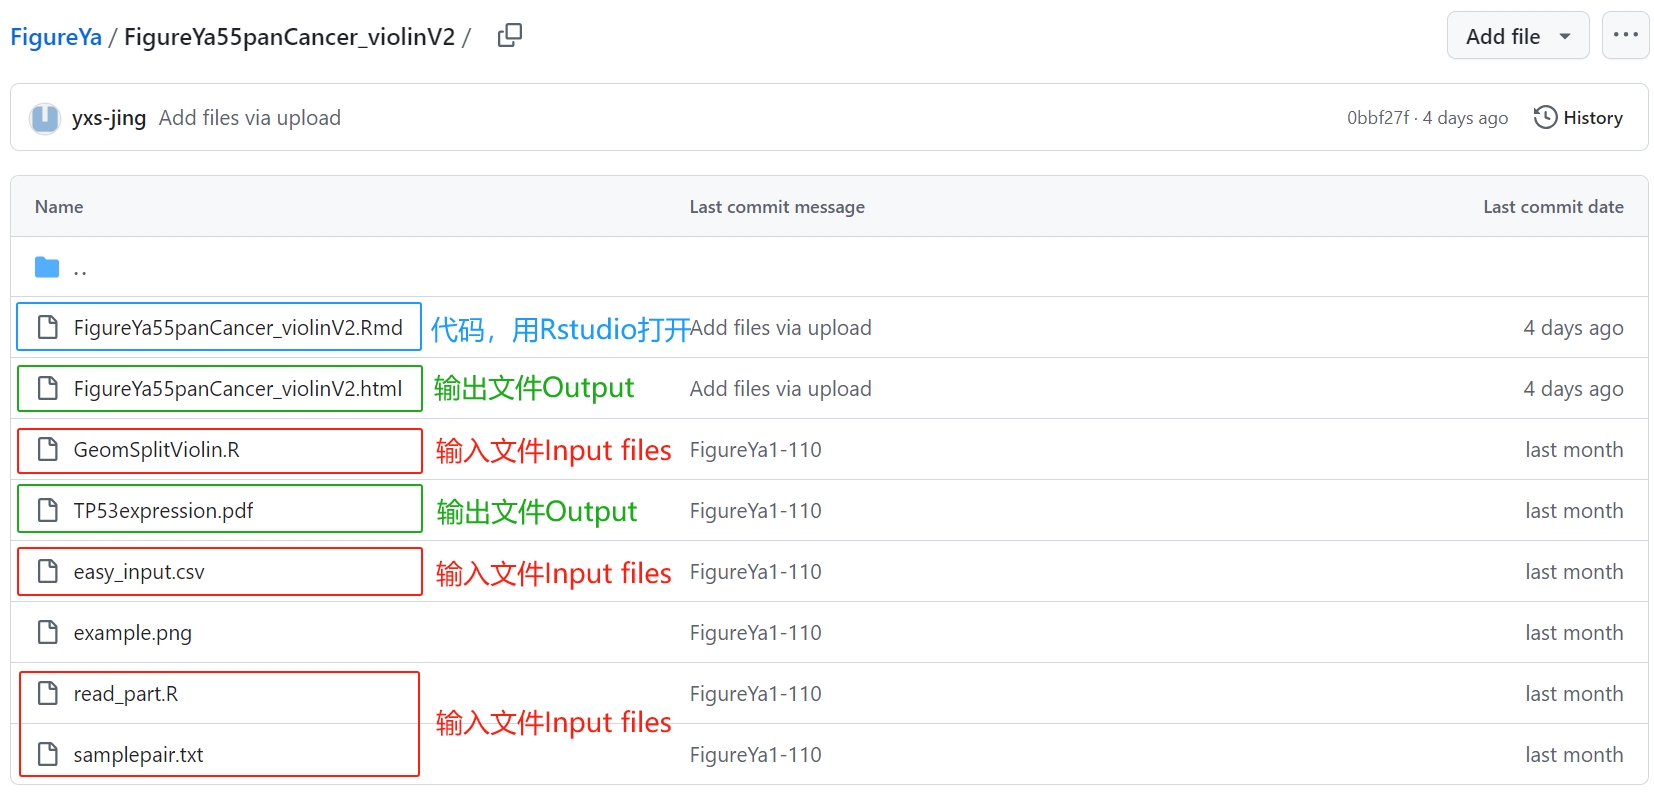 FigureYa / FigureYa55panCancer_violinV2 /
Add file
yxs-jing Add files via upload 0bbf27f · 4 days ago History
Name Last commit message Last commit date
..
FigureYa55panCancer_violinV2.Rmd 代码，用Rstudio打开 Add files via upload 4 days ago
FigureYa55panCancer_violinV2.html 输出文件Output Add files via upload 4 days ago
GeomSplitViolin.R 输入文件Input files FigureYa1-110 last month
TP53expression.pdf 输出文件Output FigureYa1-110 last month
easy_input.csv 输入文件Input files FigureYa1-110 last month
example.png FigureYa1-110 last month
read_part.R FigureYa1-110 last month
输入文件Input files
samplepair.txt FigureYa1-110 last month